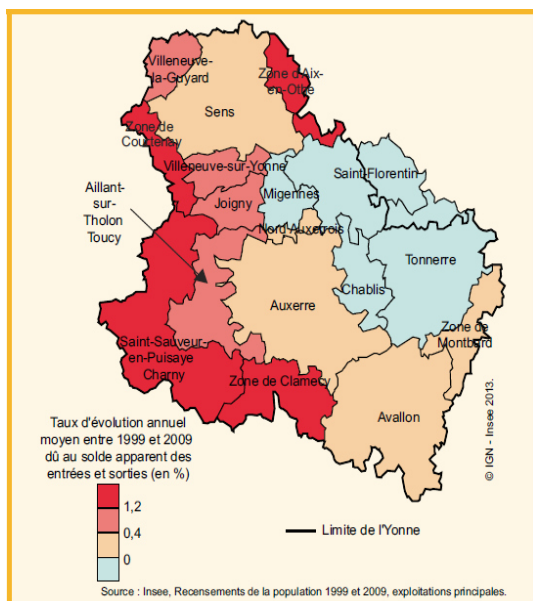 Villeneuve-
la-Guyard
Zone d'Aix-
en-Othe
Sens
Zone de
Courtenay
Villeneuve-sur-Yonne
Saint-Florentin
Aillant-
sur-
Tholon
Toucy
Migennes
Joigny
Nord Auxerrois
Tonnerre
Chablis
Auxerre
Zone de
Montbard
Saint-Sauveur-
en-Puisaye
Charny
Zone de Clamecy
Avallon
Taux d'évolution annuel
moyen entre 1999 et 2009
dû au solde apparent des
entrées et sorties (en %)
1,2
0,4
0
Limite de l'Yonne
© IGN - Insee 2013.
Source : Insee, Recensements de la population 1999 et 2009, exploitations principales.